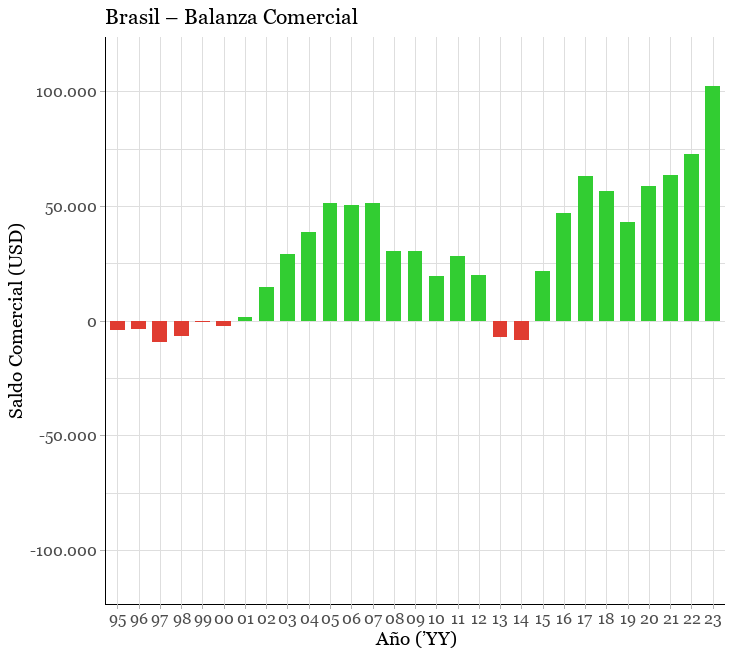 Brasil – Balanza Comercial
Saldo Comercial (USD)
100.000
50.000
0
-50.000
-100.000
95 96 97 98 99 00 01 02 03 04 05 06 07 08 09 10 11 12 13 14 15 16 17 18 19 20 21 22 23
Año ('YY)